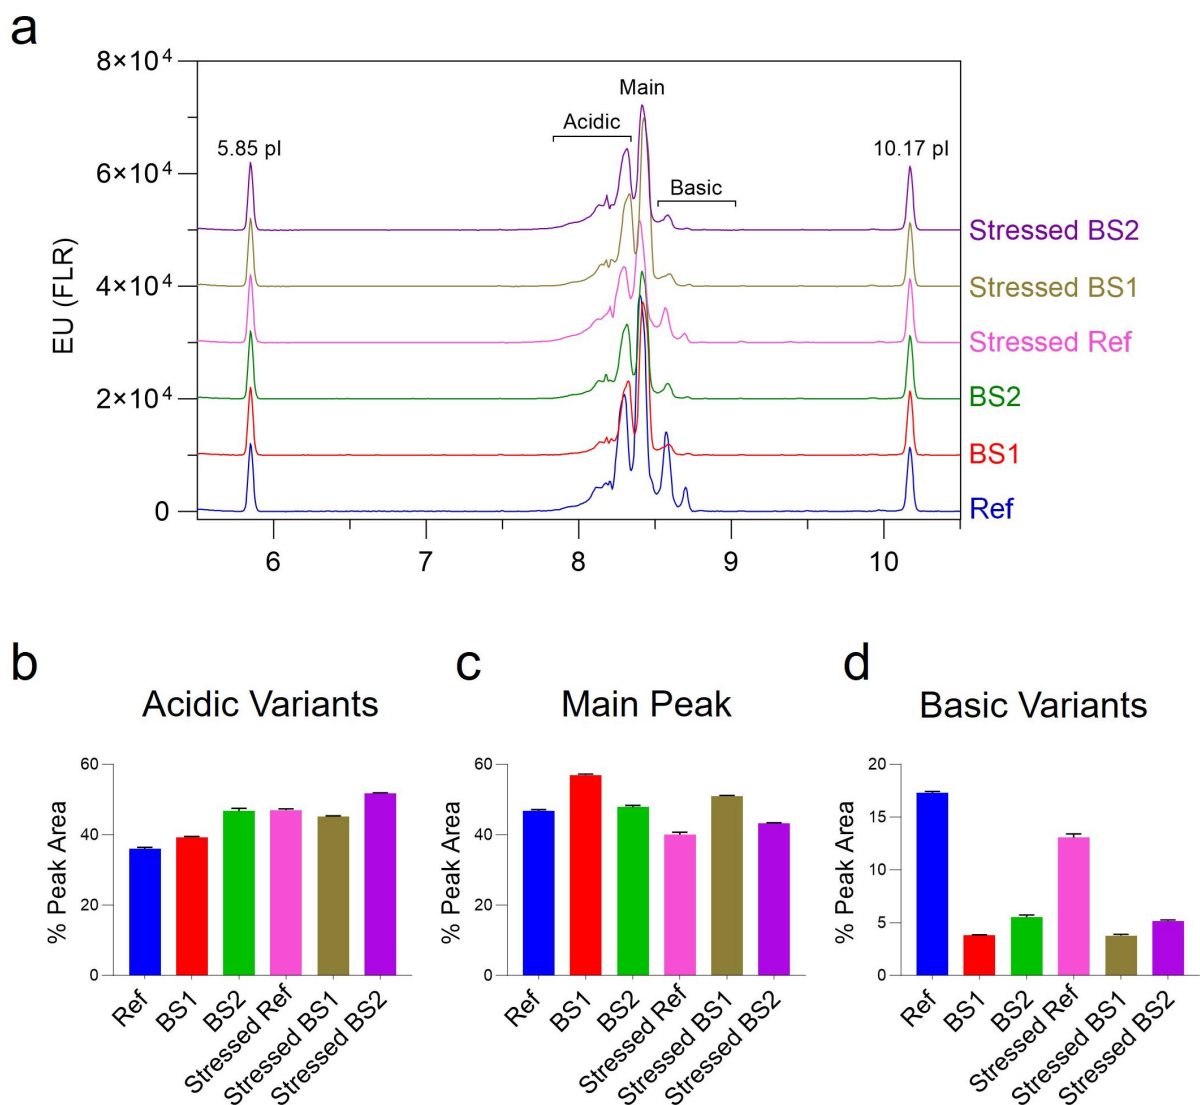 a
8×10⁴
6×10⁴
4×10⁴
2×10⁴
0
EU (FLR)
5.85 pI
Acidic
Main
Basic
10.17 pI
Stressed BS2
Stressed BS1
Stressed Ref
BS2
BS1
Ref
6 7 8 9 10
b
Acidic Variants
% Peak Area
60
40
20
0
Ref BS1 BS2 Stressed Ref Stressed BS1 Stressed BS2
c
Main Peak
% Peak Area
60
40
20
0
Ref BS1 BS2 Stressed Ref Stressed BS1 Stressed BS2
d
Basic Variants
% Peak Area
20
15
10
5
0
Ref BS1 BS2 Stressed Ref Stressed BS1 Stressed BS2